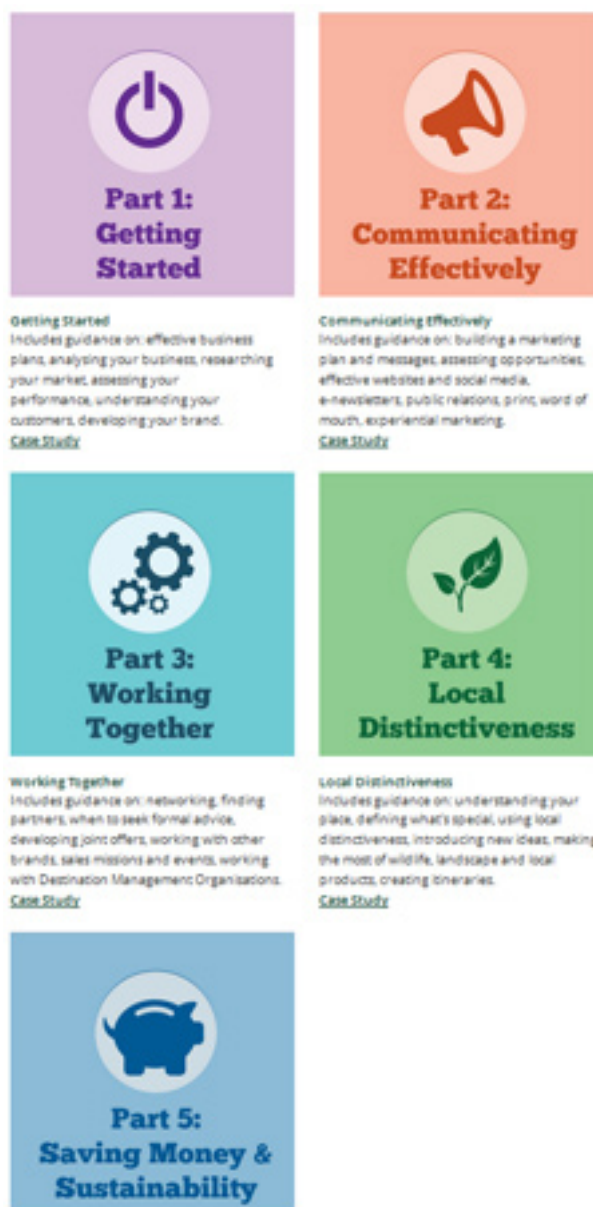 Part 1:
Getting
Started
Getting Started
Includes guidance on: effective business
plans, analysing your business, researching
your market, assessing your
performance, understanding your
customers, developing your brand.
Case Study
Part 2:
Communicating
Effectively
Communicating Effectively
Includes guidance on: building a marketing
plan and messages, assessing opportunities,
effective websites and social media,
e-newsletters, public relations, print, word of
mouth, experiential marketing.
Case Study
Part 3:
Working
Together
Working Together
Includes guidance on: networking, finding
partners, when to seek formal advice,
developing joint offers, working with other
brands, sales missions and events, working
with Destination Management Organisations.
Case Study
Part 4:
Local
Distinctiveness
Local Distinctiveness
Includes guidance on: understanding your
place, defining what's special, using local
distinctiveness, introducing new ideas, making
the most of wildlife, landscape and local
products, creating itineraries.
Case Study
Part 5:
Saving Money &
Sustainability